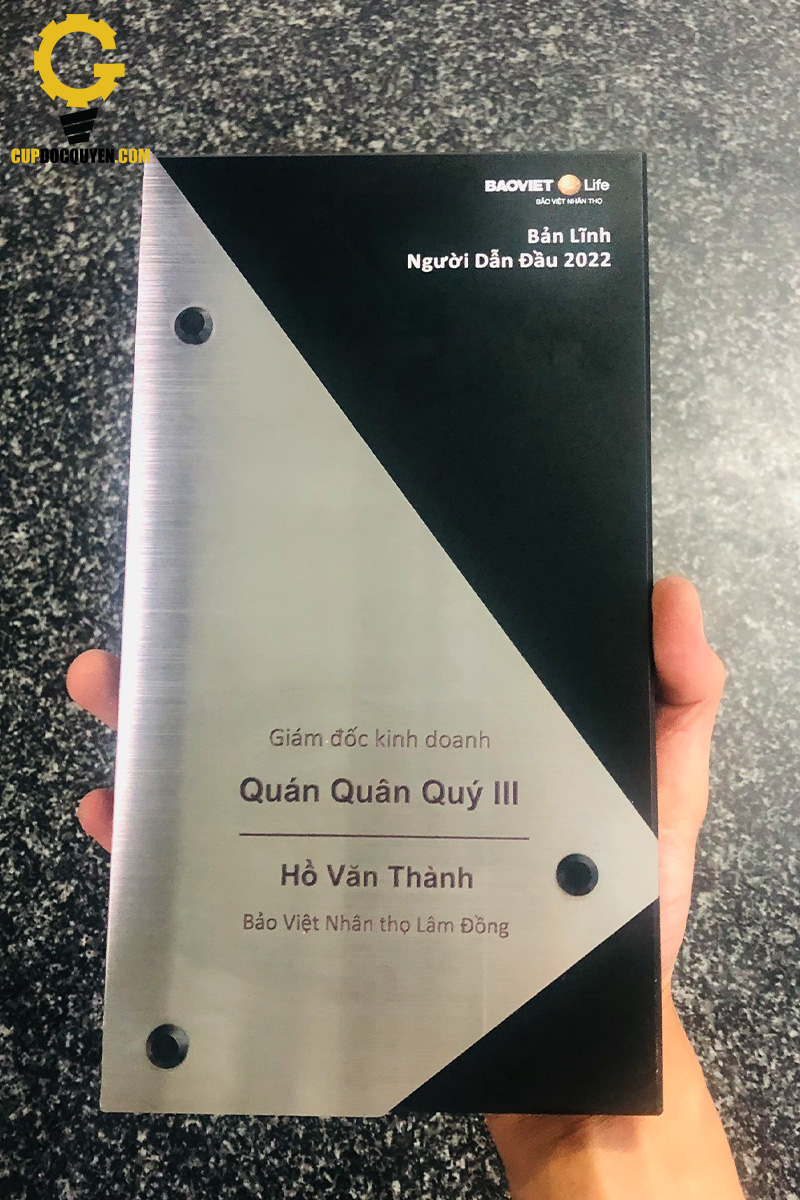 CUPDOCQUYEN.COM
BAOVIET Life
BẢO VIỆT NHÂN THỌ
Bản Lĩnh
Người Dẫn Đầu 2022
Giám đốc kinh doanh
Quán Quân Quý III
Hồ Văn Thành
Bảo Việt Nhân thọ Lâm Đồng